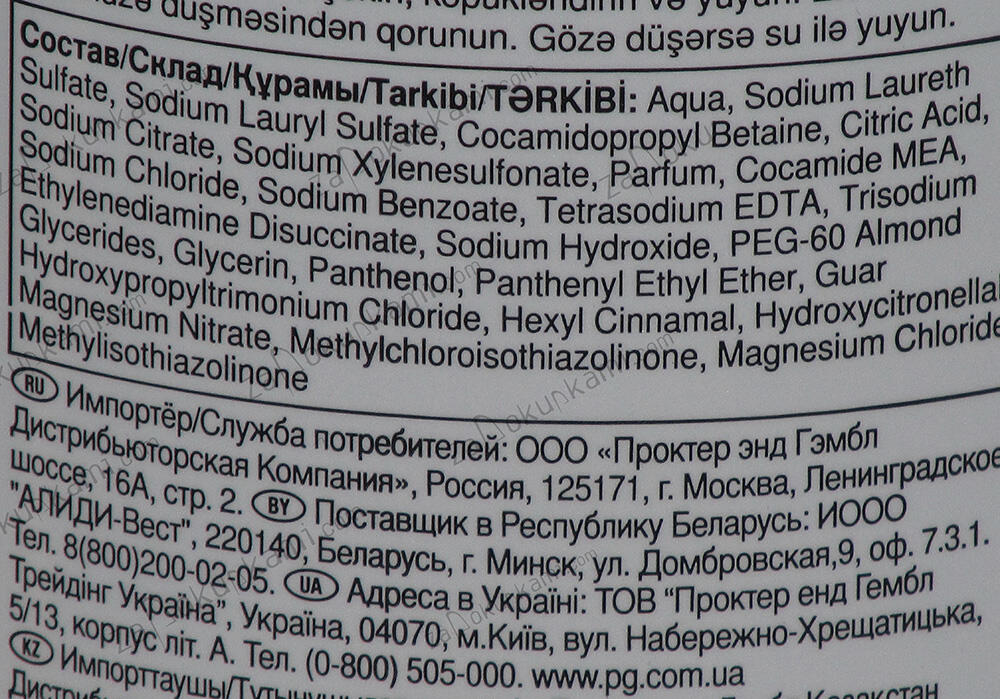 düşməsindən qorunun. Gözə düşərsə su ilə yuyun.
Состав/Склад/Құрамы/Tarkibi/TƏRKİBİ: Aqua, Sodium Laureth
Sulfate, Sodium Lauryl Sulfate, Cocamidopropyl Betaine, Citric Acid,
Sodium Citrate, Sodium Xylenesulfonate, Parfum, Cocamide MEA,
Sodium Chloride, Sodium Benzoate, Tetrasodium EDTA, Trisodium
Ethylenediamine Disuccinate, Sodium Hydroxide, PEG-60 Almond
Glycerides, Glycerin, Panthenol, Panthenyl Ethyl Ether, Guar
Hydroxypropyltrimonium Chloride, Hexyl Cinnamal, Hydroxycitronellal
Magnesium Nitrate, Methylchloroisothiazolinone, Magnesium Chloride
Methylisothiazolinone
RU Импортёр/Служба потребителей: ООО «Проктер энд Гэмбл
Дистрибьюторская Компания», Россия, 125171, г. Москва, Ленинградское
шоссе, 16А, стр. 2. BY Поставщик в Республику Беларусь: ИООО
"АЛИДИ-Вест", 220140, Беларусь, г. Минск, ул. Домбровская,9, оф. 7.3.1.
Тел. 8(800)200-02-05. UA Адреса в Україні: ТОВ “Проктер енд Гембл
Трейдінг Україна”, Україна, 04070, м.Київ, вул. Набережно-Хрещатицька,
5/13, корпус літ. А. Тел. (0-800) 505-000. www.pg.com.ua
KZ Импорттаушы/Тұтынушылар